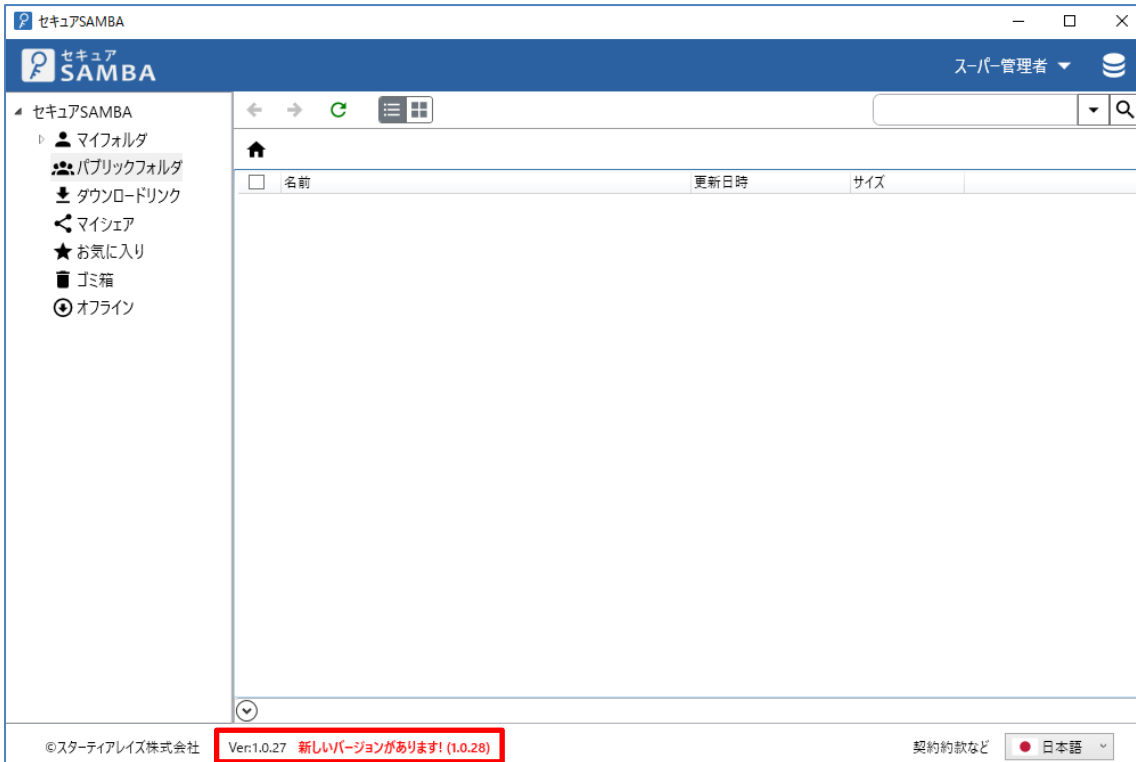 セキュアSAMBA
セキュア
SAMBA
スーパー管理者
セキュアSAMBA
マイフォルダ
パブリックフォルダ
ダウンロードリンク
マイシェア
お気に入り
ゴミ箱
オフライン
名前 更新日時 サイズ
©スターティアレイズ株式会社 Ver:1.0.27 新しいバージョンがあります! (1.0.28) 契約約款など 日本語